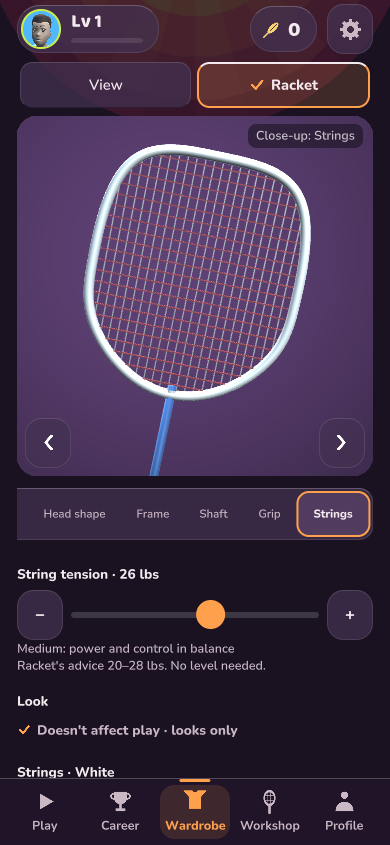 Lv 1
0
View
Racket
Close-up: Strings
Head shape
Frame
Shaft
Grip
Strings
String tension · 26 lbs
Medium: power and control in balance
Racket's advice 20–28 lbs. No level needed.
Look
Doesn't affect play · looks only
Strings · White
Play
Career
Wardrobe
Workshop
Profile